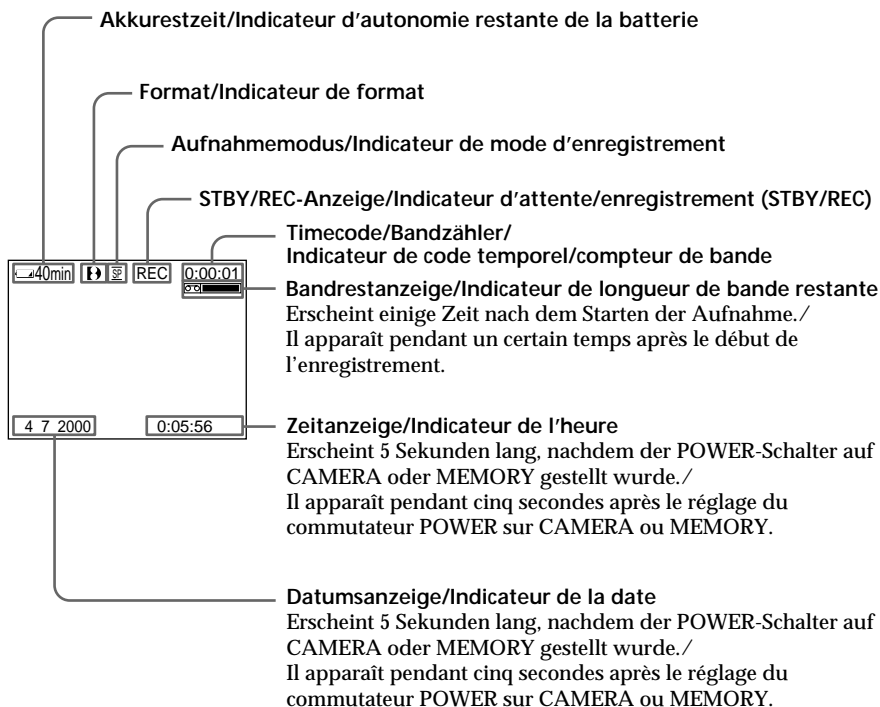 Akkurestzeit/Indicateur d'autonomie restante de la batterie
Format/Indicateur de format
Aufnahmemodus/Indicateur de mode d'enregistrement
STBY/REC-Anzeige/Indicateur d'attente/enregistrement (STBY/REC)
Timecode/Bandzähler/
Indicateur de code temporel/compteur de bande
40min SP REC 0:00:01
Bandrestanzeige/Indicateur de longueur de bande restante
Erscheint einige Zeit nach dem Starten der Aufnahme./
Il apparaît pendant un certain temps après le début de
l'enregistrement.
4 7 2000 0:05:56
Zeitanzeige/Indicateur de l'heure
Erscheint 5 Sekunden lang, nachdem der POWER-Schalter auf
CAMERA oder MEMORY gestellt wurde./
Il apparaît pendant cinq secondes après le réglage du
commutateur POWER sur CAMERA ou MEMORY.
Datumsanzeige/Indicateur de la date
Erscheint 5 Sekunden lang, nachdem der POWER-Schalter auf
CAMERA oder MEMORY gestellt wurde./
Il apparaît pendant cinq secondes après le réglage du
commutateur POWER sur CAMERA ou MEMORY.